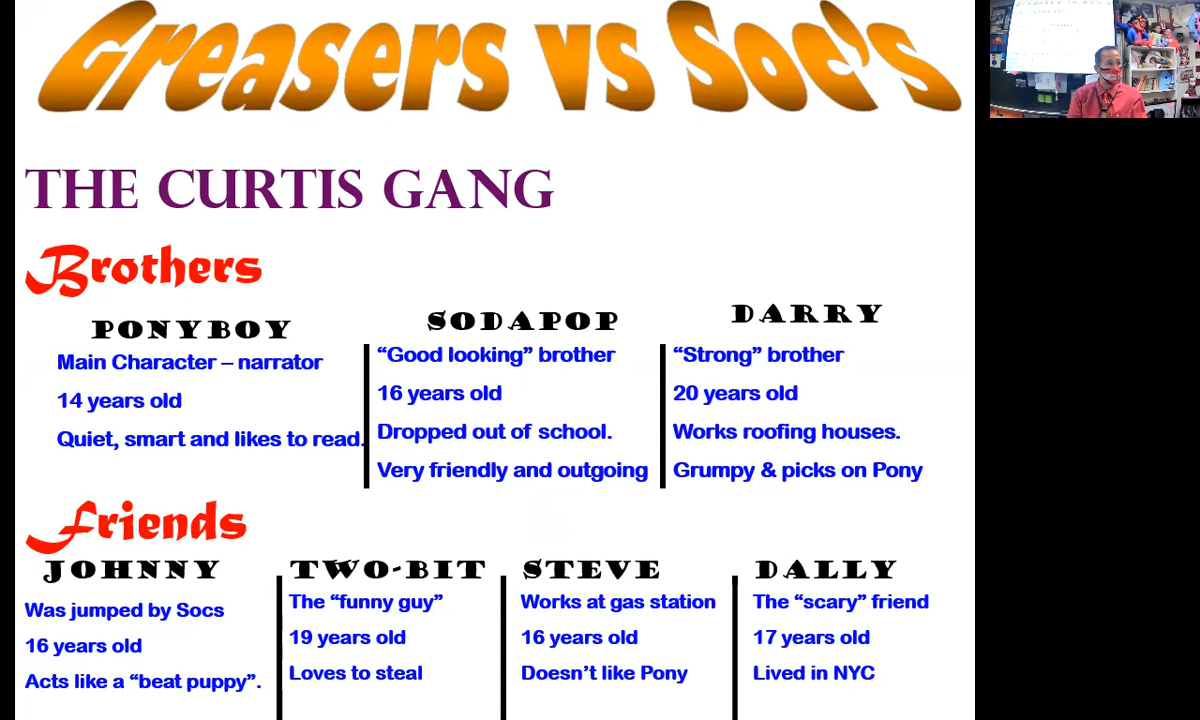 Greasers vs Soc's
THE CURTIS GANG
Brothers
PONYBOY
Main Character – narrator
14 years old
Quiet, smart and likes to read.
SODAPOP
“Good looking” brother
16 years old
Dropped out of school.
Very friendly and outgoing
DARRY
“Strong” brother
20 years old
Works roofing houses.
Grumpy & picks on Pony
Friends
JOHNNY
Was jumped by Socs
16 years old
Acts like a “beat puppy”.
TWO-BIT
The “funny guy”
19 years old
Loves to steal
STEVE
Works at gas station
16 years old
Doesn’t like Pony
DALLY
The “scary” friend
17 years old
Lived in NYC